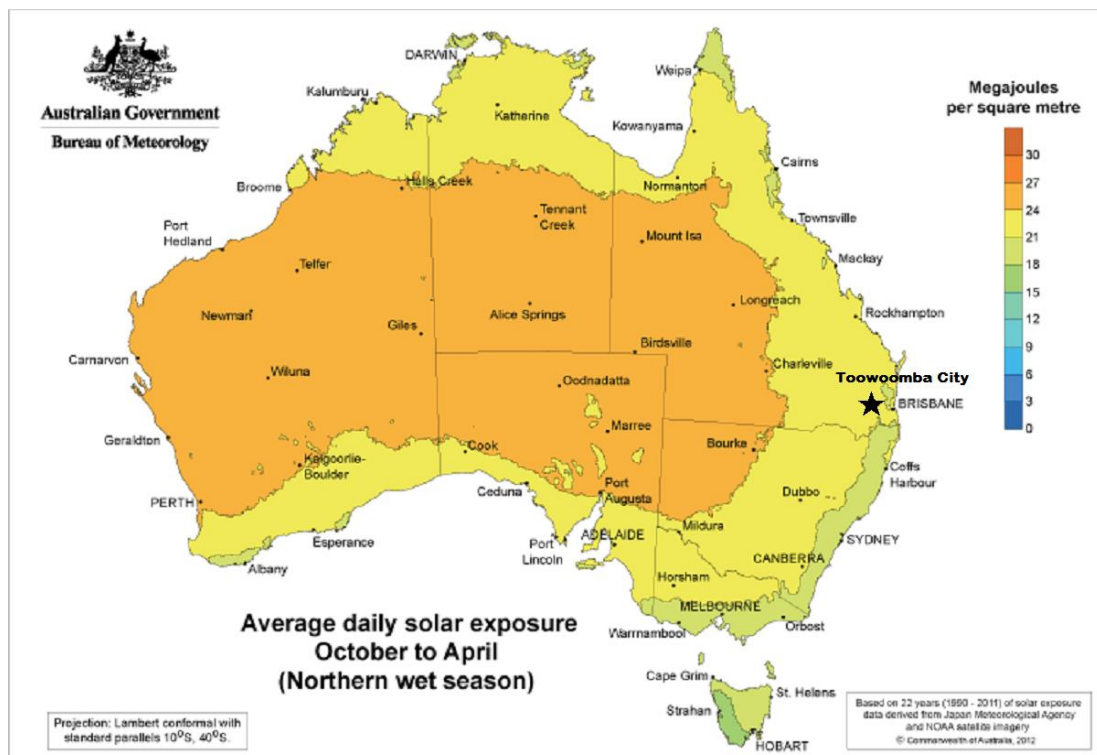 Australian Government
Bureau of Meteorology
Megajoules
per square metre
30
27
24
21
18
15
12
9
6
3
0
DARWIN
Kalumburu
Katherine
Weipa
Kowanyama
Cairns
Normanton
Broome
Halls Creek
Port
Hedland
Tennant
Creek
Mount Isa
Townsville
Mackay
Telfer
Newman
Giles
Alice Springs
Longreach
Rockhampton
Birdsville
Carnarvon
Wiluna
Oodnadatta
Charleville
Toowoomba City
BRISBANE
Geraldton
Kalgoorlie-
Boulder
Cook
Marree
Bourke
Coffs
Harbour
PERTH
Ceduna
Port
Augusta
Dubbo
Esperance
Albany
Port
Lincoln
ADELAIDE
Mildura
SYDNEY
CANBERRA
Horsham
MELBOURNE
Warrnambool
Orbost
Average daily solar exposure
October to April
(Northern wet season)
Cape Grim
St. Helens
Strahan
HOBART
Projection: Lambert conformal with
standard parallels 10⁰S, 40⁰S.
Based on 22 years (1990 - 2011) of solar exposure
data derived from Japan Meteorological Agency
and NOAA satellite imagery
© Commonwealth of Australia, 2012